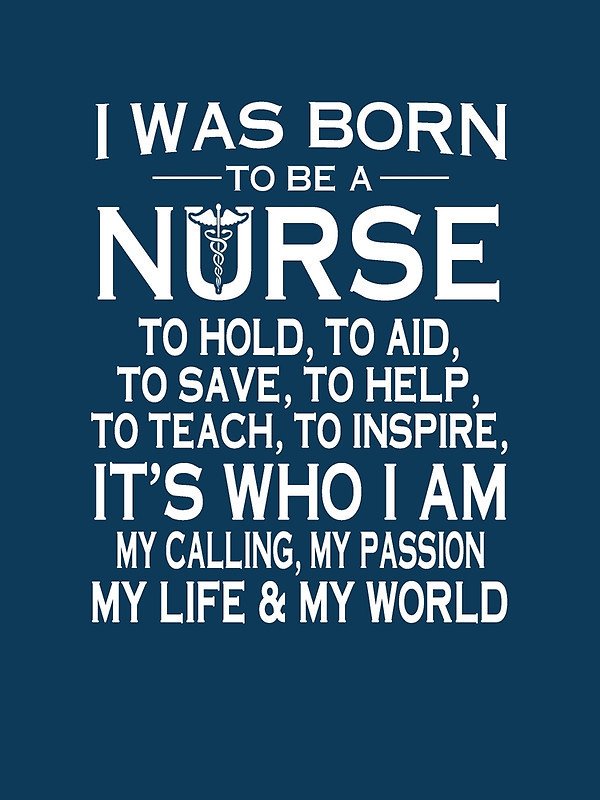 I WAS BORN
TO BE A
NURSE
TO HOLD, TO AID,
TO SAVE, TO HELP,
TO TEACH, TO INSPIRE,
IT'S WHO I AM
MY CALLING, MY PASSION
MY LIFE & MY WORLD